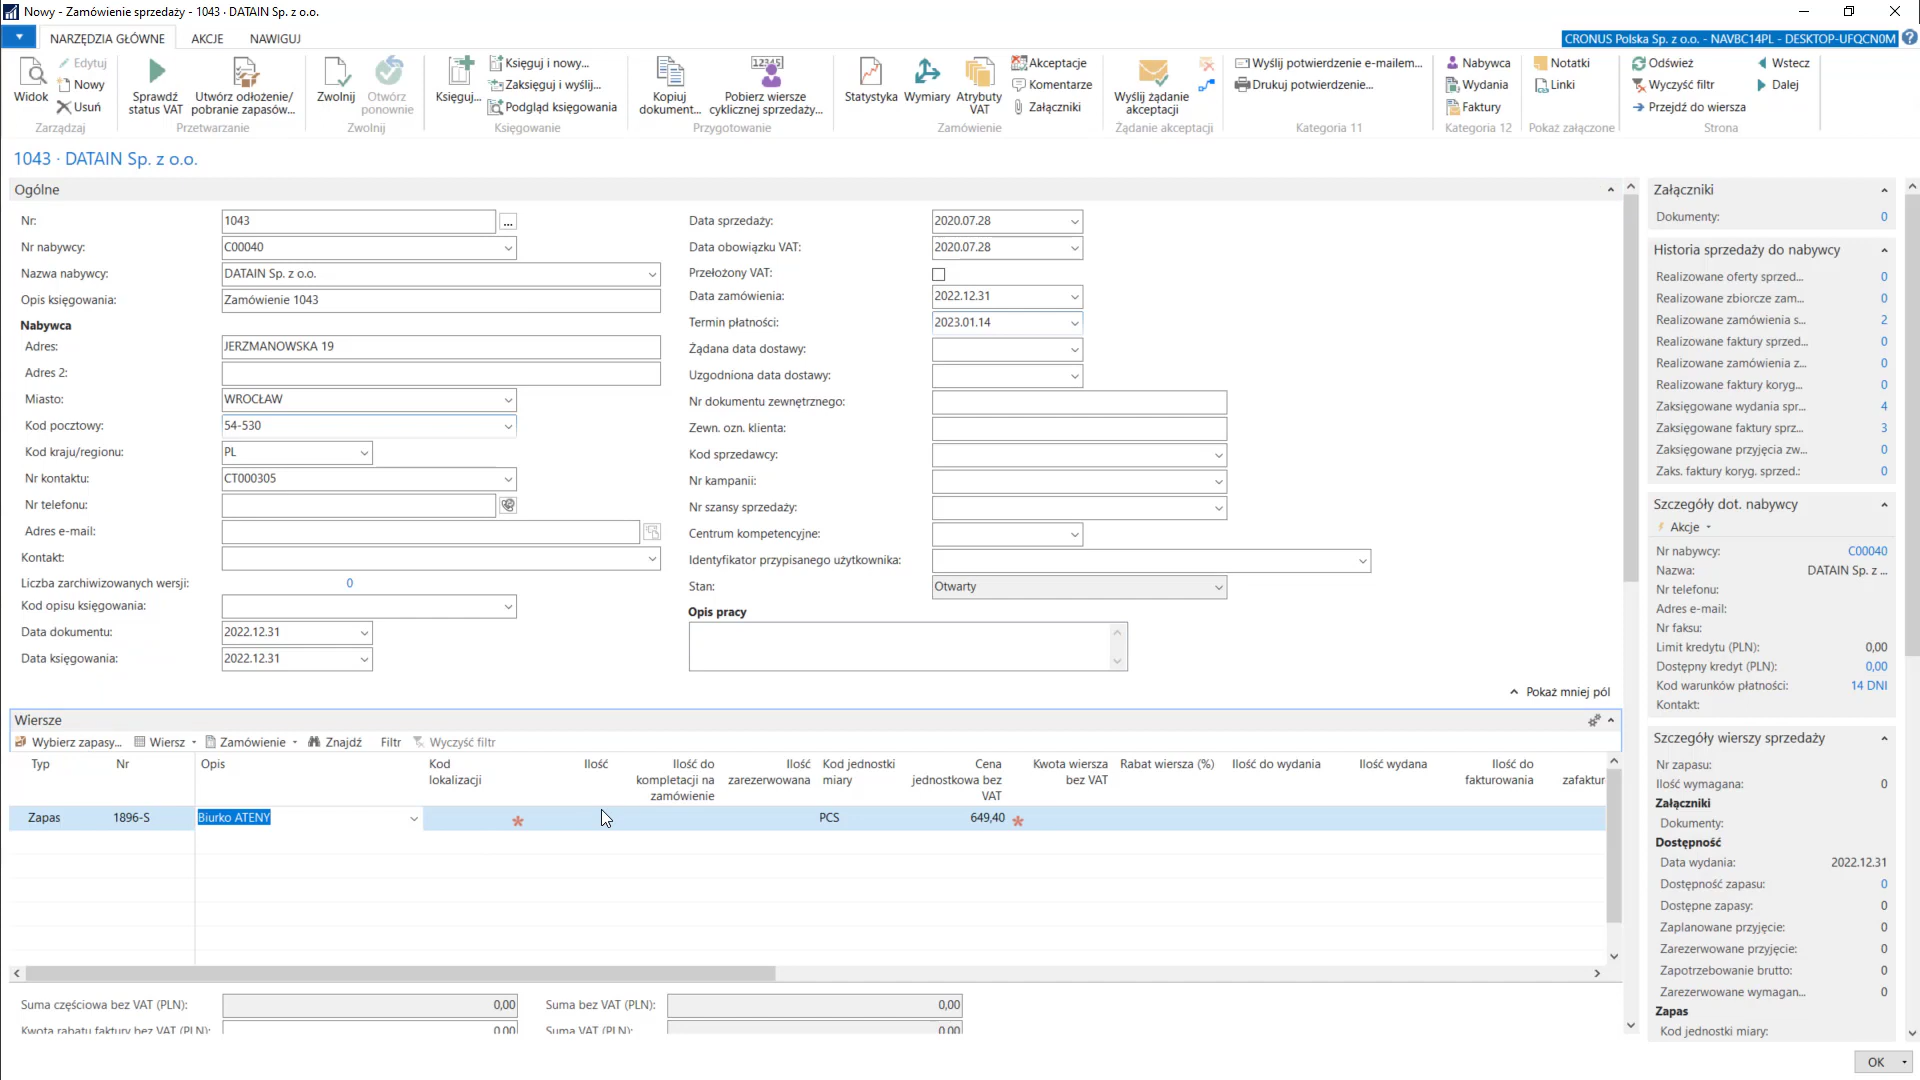 Nowy - Zamówienie sprzedaży - 1043 · DATAIN Sp. z o.o.
NARZĘDZIA GŁÓWNE AKCJE NAWIGUJ
CRONUS Polska Sp. z o.o. - NAVBC14PL - DESKTOP-UFQCN0M
Widok
Edytuj
Nowy
Usuń
Zarządzaj
Sprawdź status VAT
Utwórz odłożenie/ pobranie zapasów...
Przetwarzanie
Zwolnij
Otwórz ponownie
Zwolnij
Księguj...
Księguj i nowy...
Zaksięguj i wyślij...
Podgląd księgowania
Księgowanie
Kopiuj dokument...
12345
Pobierz wiersze cyklicznej sprzedaży...
Przygotowanie
Statystyka
Wymiary
Atrybuty VAT
Akceptacje
Komentarze
Załączniki
Zamówienie
Wyślij żądanie akceptacji
Żądanie akceptacji
Wyślij potwierdzenie e-mailem...
Drukuj potwierdzenie...
Kategoria 11
Nabywca
Wydania
Faktury
Kategoria 12
Notatki
Linki
Pokaż załączone
Odśwież
Wyczyść filtr
Przejdź do wiersza
Wstecz
Dalej
Strona
1043 · DATAIN Sp. z o.o.
Ogólne
Nr: 1043 ...
Nr nabywcy: C00040
Nazwa nabywcy: DATAIN Sp. z o.o.
Opis księgowania: Zamówienie 1043
Nabywca
Adres: JERZMANOWSKA 19
Adres 2:
Miasto: WROCŁAW
Kod pocztowy: 54-530
Kod kraju/regionu: PL
Nr kontaktu: CT000305
Nr telefonu:
Adres e-mail:
Kontakt:
Liczba zarchiwizowanych wersji: 0
Kod opisu księgowania:
Data dokumentu: 2022.12.31
Data księgowania: 2022.12.31
Data sprzedaży: 2020.07.28
Data obowiązku VAT: 2020.07.28
Przełożony VAT:
Data zamówienia: 2022.12.31
Termin płatności: 2023.01.14
Żądana data dostawy:
Uzgodniona data dostawy:
Nr dokumentu zewnętrznego:
Zewn. ozn. klienta:
Kod sprzedawcy:
Nr kampanii:
Nr szansy sprzedaży:
Centrum kompetencyjne:
Identyfikator przypisanego użytkownika:
Stan: Otwarty
Opis pracy
Pokaż mniej pól
Wiersze
Wybierz zapasy... Wiersz Zamówienie Znajdź Filtr Wyczyść filtr
Typ Nr Opis Kod lokalizacji Ilość Ilość do kompletacji na zamówienie Ilość zarezerwowana Kod jednostki miary Cena jednostkowa bez VAT Kwota wiersza bez VAT Rabat wiersza (%) Ilość do wydania Ilość wydana Ilość do fakturowania zafaktur
Zapas 1896-S Biurko ATENY * PCS 649,40 *
Suma częściowa bez VAT (PLN): 0,00 Suma bez VAT (PLN): 0,00
Kwota rabatu faktury bez VAT (PLN): 0,00 Suma VAT (PLN): 0,00
Załączniki
Dokumenty: 0
Historia sprzedaży do nabywcy
Realizowane oferty sprzed... 0
Realizowane zbiorcze zam... 0
Realizowane zamówienia s... 2
Realizowane faktury sprzed... 0
Realizowane zamówienia z... 0
Realizowane faktury koryg... 0
Zaksięgowane wydania spr... 4
Zaksięgowane faktury sprz... 3
Zaksięgowane przyjęcia zw... 0
Zaks. faktury koryg. sprzed.: 0
Szczegóły dot. nabywcy
Akcje
Nr nabywcy: C00040
Nazwa: DATAIN Sp. z ...
Nr telefonu:
Adres e-mail:
Nr faksu:
Limit kredytu (PLN): 0,00
Dostępny kredyt (PLN): 0,00
Kod warunków płatności: 14 DNI
Kontakt:
Szczegóły wierszy sprzedaży
Nr zapasu:
Ilość wymagana: 0
Załączniki
Dokumenty:
Dostępność
Data wydania: 2022.12.31
Dostępność zapasu: 0
Dostępne zapasy: 0
Zaplanowane przyjęcie: 0
Zarezerwowane przyjęcie: 0
Zapotrzebowanie brutto: 0
Zarezerwowane wymagan... 0
Zapas
Kod jednostki miary:
OK